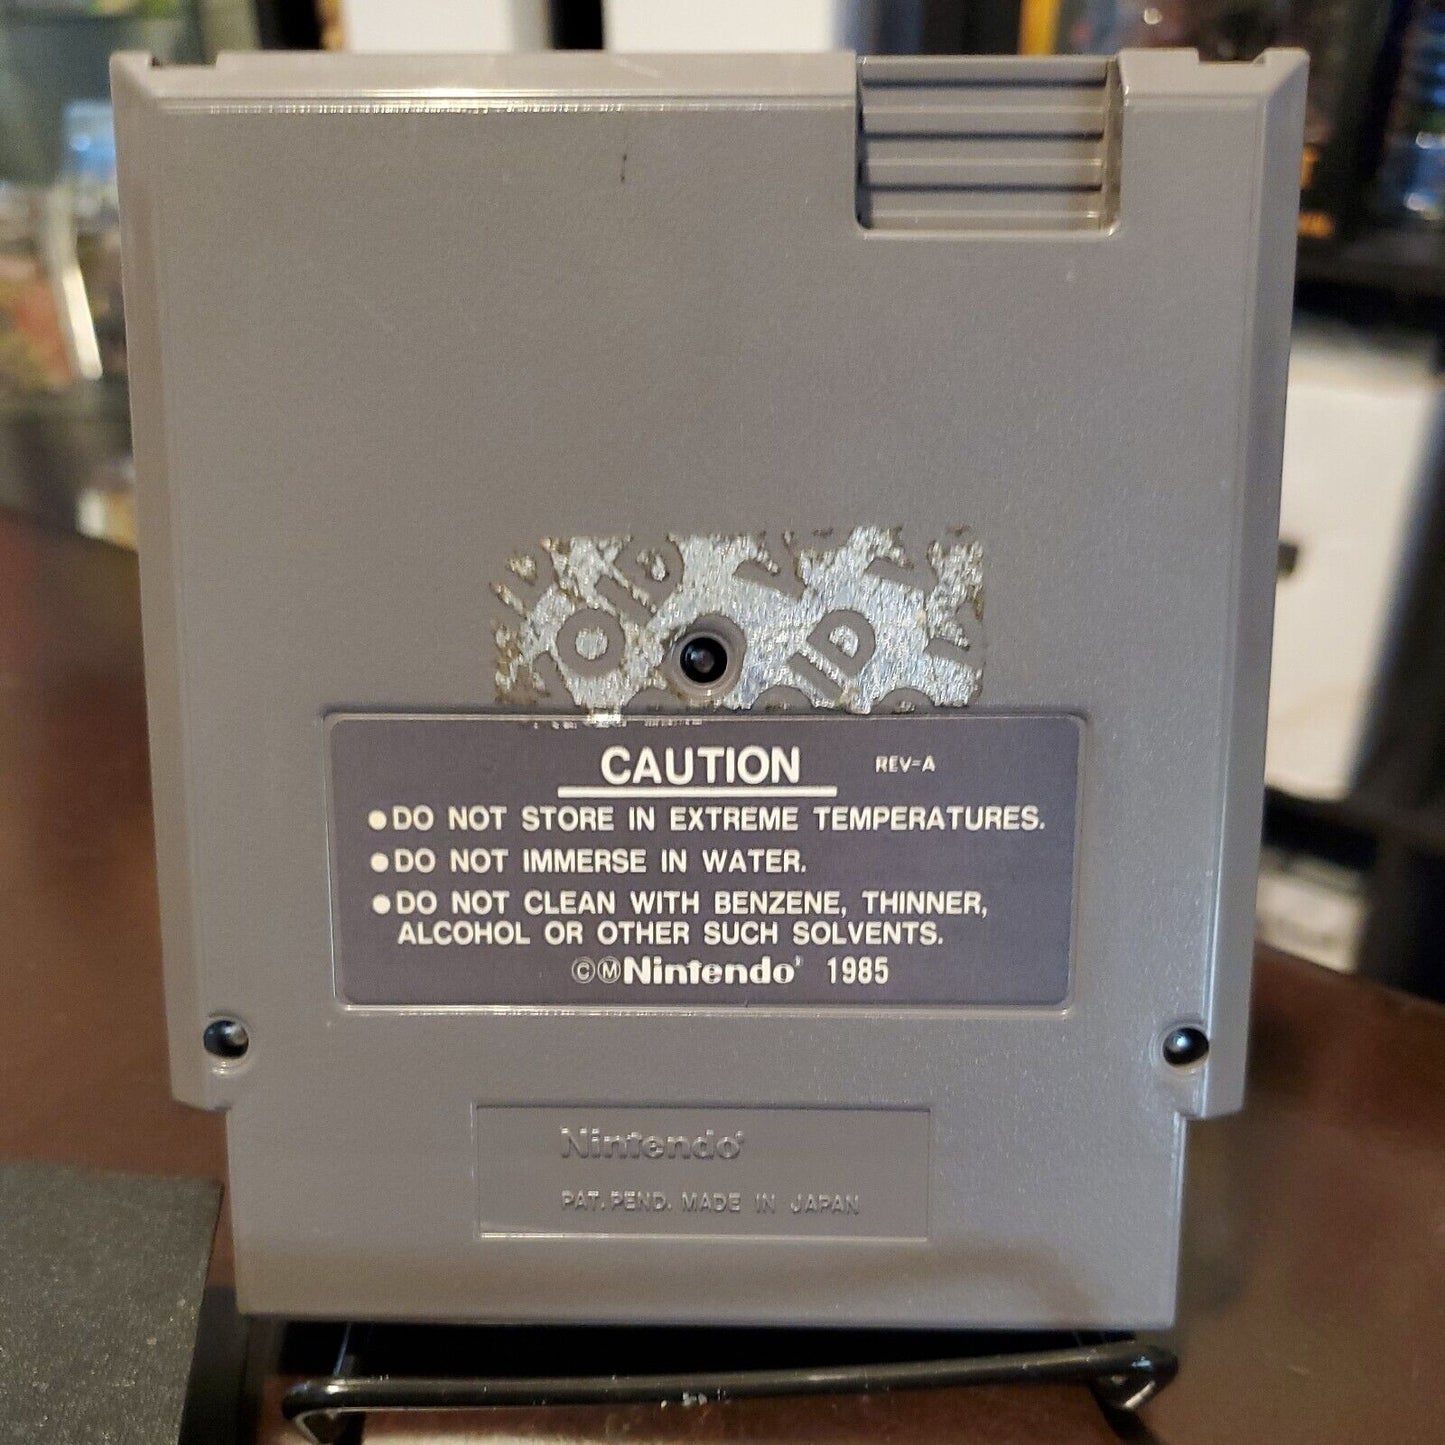 VOID
CAUTION REV-A
●DO NOT STORE IN EXTREME TEMPERATURES.
●DO NOT IMMERSE IN WATER.
●DO NOT CLEAN WITH BENZENE, THINNER,
ALCOHOL OR OTHER SUCH SOLVENTS.
©Ⓜ Nintendo® 1985
Nintendo®
PAT. PEND. MADE IN JAPAN